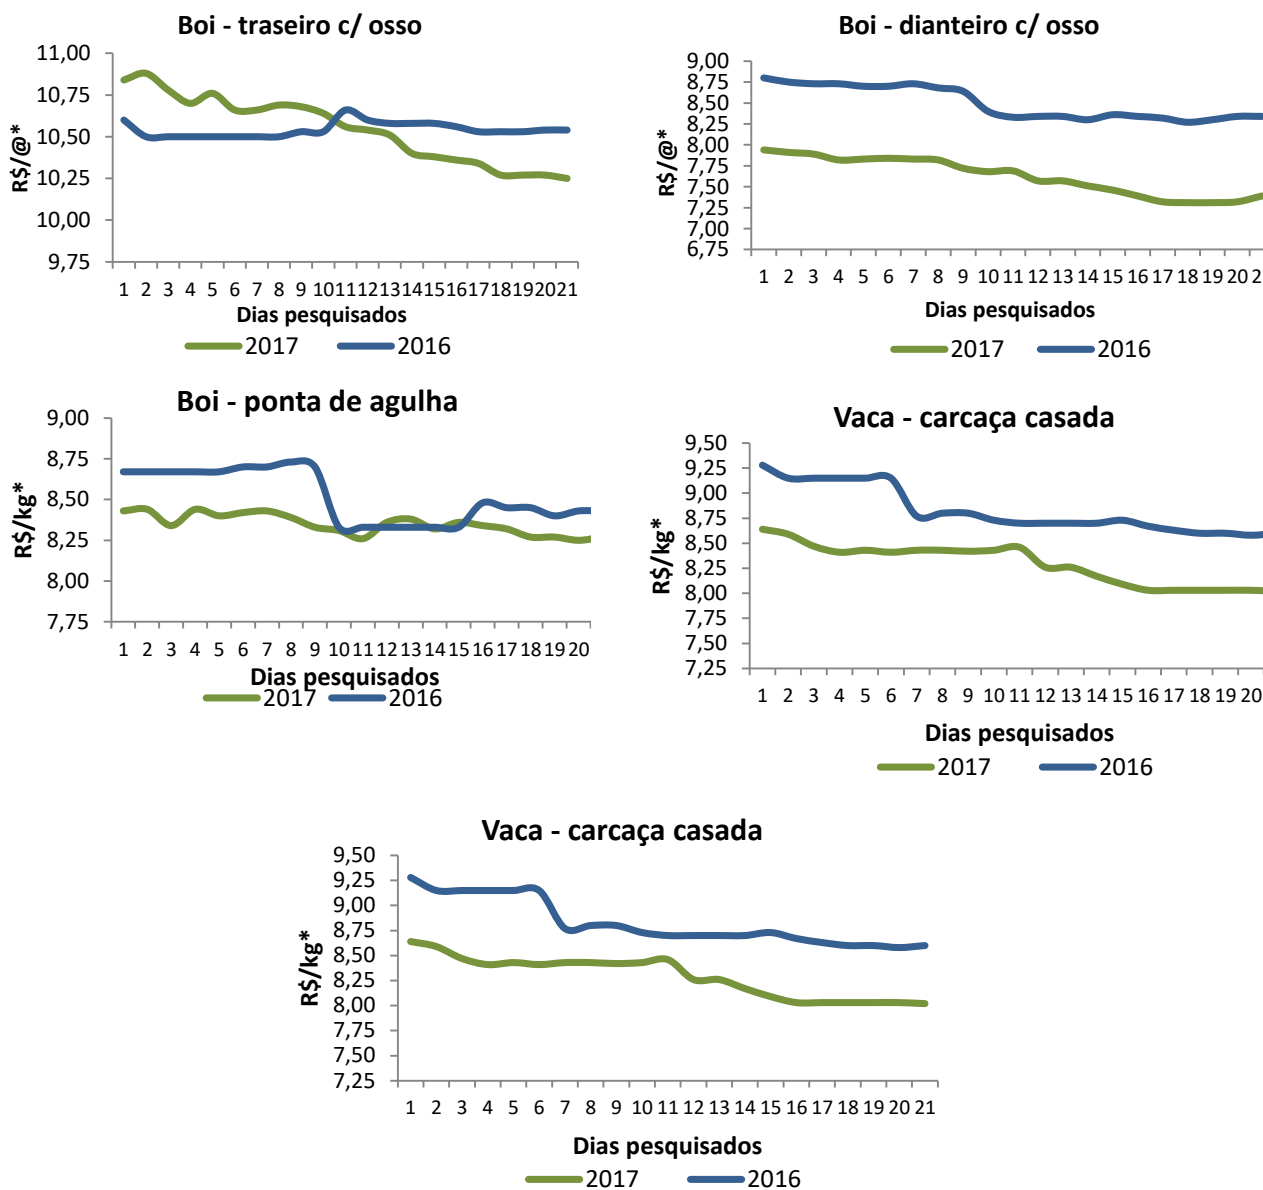 Boi - traseiro c/ osso
11,00
10,75
10,50
10,25
10,00
9,75
R$/@*
1 2 3 4 5 6 7 8 9 10 11 12 13 14 15 16 17 18 19 20 21
Dias pesquisados
2017 2016
Boi - dianteiro c/ osso
9,00
8,75
8,50
8,25
8,00
7,75
7,50
7,25
7,00
6,75
R$/@*
1 2 3 4 5 6 7 8 9 10 11 12 13 14 15 16 17 18 19 20 2
Dias pesquisados
2017 2016
Boi - ponta de agulha
9,00
8,75
8,50
8,25
8,00
7,75
R$/kg*
1 2 3 4 5 6 7 8 9 10 11 12 13 14 15 16 17 18 19 20
Dias pesquisados
2017 2016
Vaca - carcaça casada
9,50
9,25
9,00
8,75
8,50
8,25
8,00
7,75
7,50
7,25
R$/kg*
1 2 3 4 5 6 7 8 9 10 11 12 13 14 15 16 17 18 19 20
Dias pesquisados
2017 2016
Vaca - carcaça casada
9,50
9,25
9,00
8,75
8,50
8,25
8,00
7,75
7,50
7,25
R$/kg*
1 2 3 4 5 6 7 8 9 10 11 12 13 14 15 16 17 18 19 20 21
Dias pesquisados
2017 2016